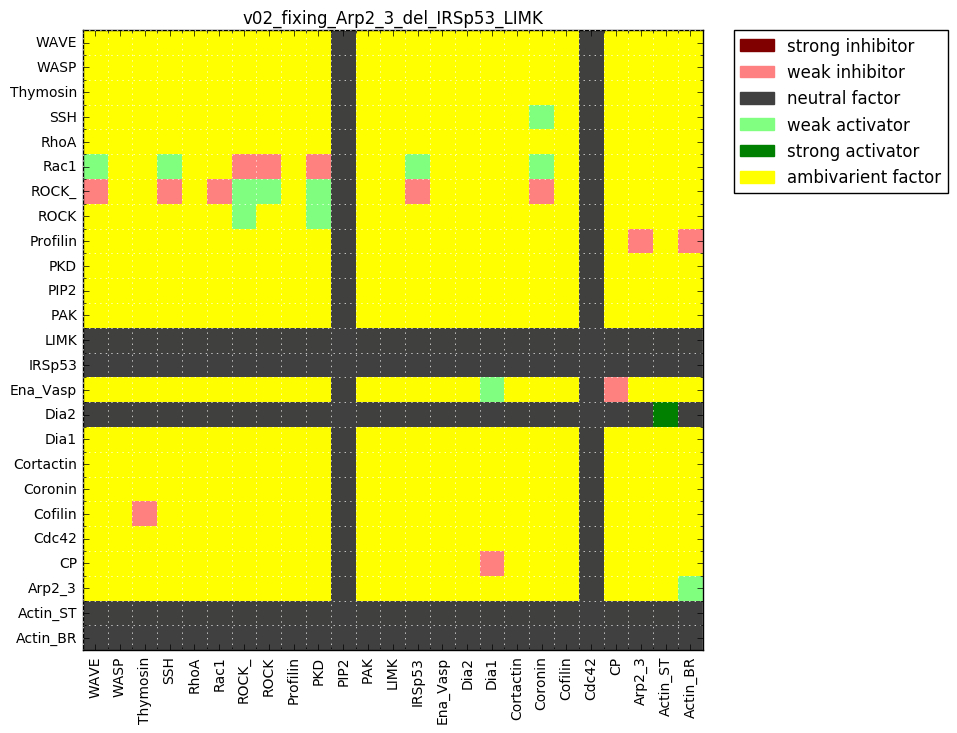 v02_fixing_Arp2_3_del_IRSp53_LIMK
strong inhibitor
weak inhibitor
neutral factor
weak activator
strong activator
ambivarient factor
WAVE
WASP
Thymosin
SSH
RhoA
Rac1
ROCK_
ROCK
Profilin
PKD
PIP2
PAK
LIMK
IRSp53
Ena_Vasp
Dia2
Dia1
Cortactin
Coronin
Cofilin
Cdc42
CP
Arp2_3
Actin_ST
Actin_BR
WAVE
WASP
Thymosin
SSH
RhoA
Rac1
ROCK_
ROCK
Profilin
PKD
PIP2
PAK
LIMK
IRSp53
Ena_Vasp
Dia2
Dia1
Cortactin
Coronin
Cofilin
Cdc42
CP
Arp2_3
Actin_ST
Actin_BR